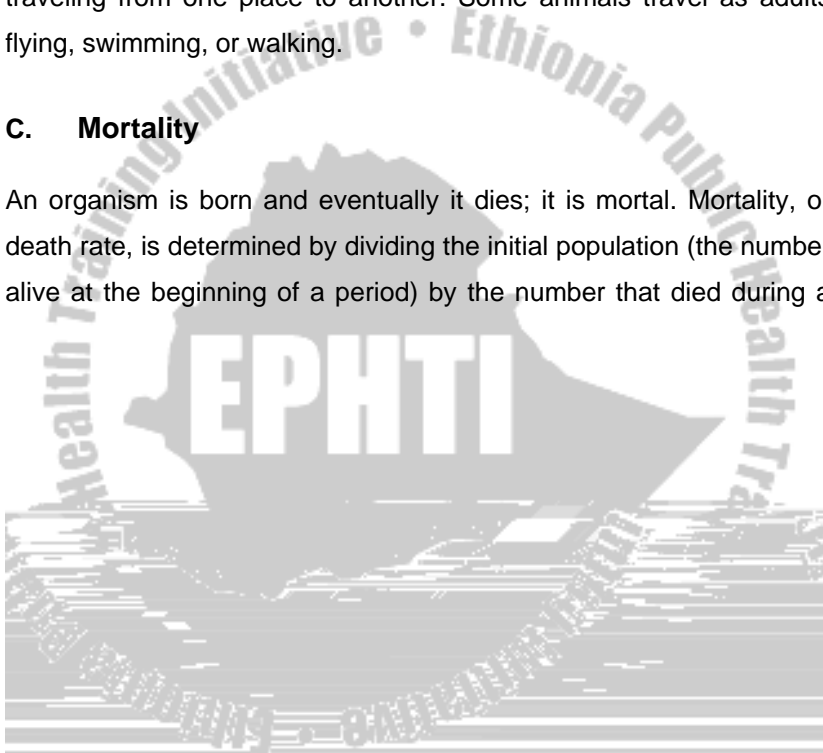 traveling from one place to another. Some animals travel as adults
flying, swimming, or walking.
C. Mortality
An organism is born and eventually it dies; it is mortal. Mortality, o
death rate, is determined by dividing the initial population (the numbe
alive at the beginning of a period) by the number that died during a
Health Training Initiative • Ethiopia Public Health Tra
EPHTI